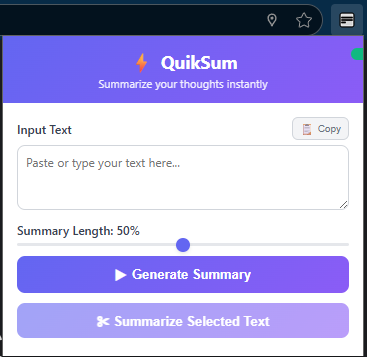 ⚡ QuikSum
Summarize your thoughts instantly
Input Text
📋 Copy
Paste or type your text here...
Summary Length: 50%
▶ Generate Summary
✂ Summarize Selected Text